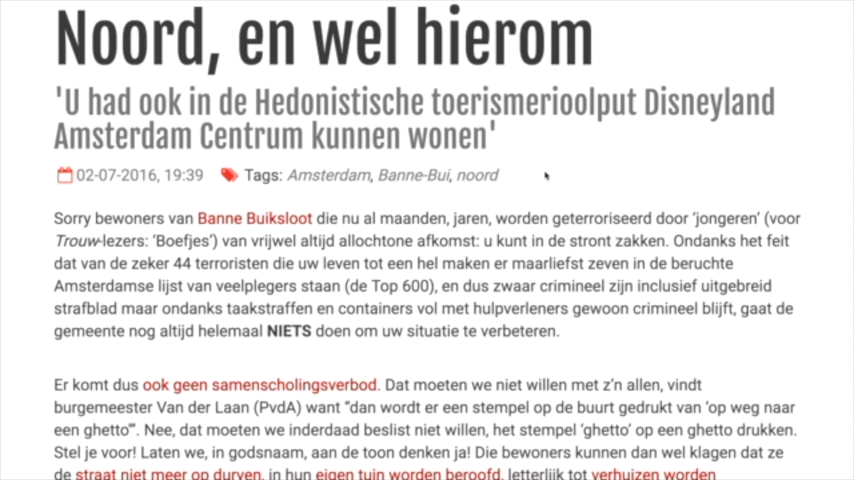 Noord, en wel hierom
'U had ook in de Hedonistische toerismerioolput Disneyland
Amsterdam Centrum kunnen wonen'
02-07-2016, 19:39 Tags: Amsterdam, Banne-Bui, noord
Sorry bewoners van Banne Buiksloot die nu al maanden, jaren, worden geterroriseerd door ‘jongeren’ (voor
Trouw-lezers: ‘Boefjes’) van vrijwel altijd allochtone afkomst: u kunt in de stront zakken. Ondanks het feit
dat van de zeker 44 terroristen die uw leven tot een hel maken er maarliefst zeven in de beruchte
Amsterdamse lijst van veelplegers staan (de Top 600), en dus zwaar crimineel zijn inclusief uitgebreid
strafblad maar ondanks taakstraffen en containers vol met hulpverleners gewoon crimineel blijft, gaat de
gemeente nog altijd helemaal NIETS doen om uw situatie te verbeteren.
Er komt dus ook geen samenscholingsverbod. Dat moeten we niet willen met z’n allen, vindt
burgemeester Van der Laan (PvdA) want “dan wordt er een stempel op de buurt gedrukt van ‘op weg naar
een ghetto’”. Nee, dat moeten we inderdaad beslist niet willen, het stempel ‘ghetto’ op een ghetto drukken.
Stel je voor! Laten we, in godsnaam, aan de toon denken ja! Die bewoners kunnen dan wel klagen dat ze
de straat niet meer op durven, in hun eigen tuin worden beroofd, letterlijk tot verhuizen worden